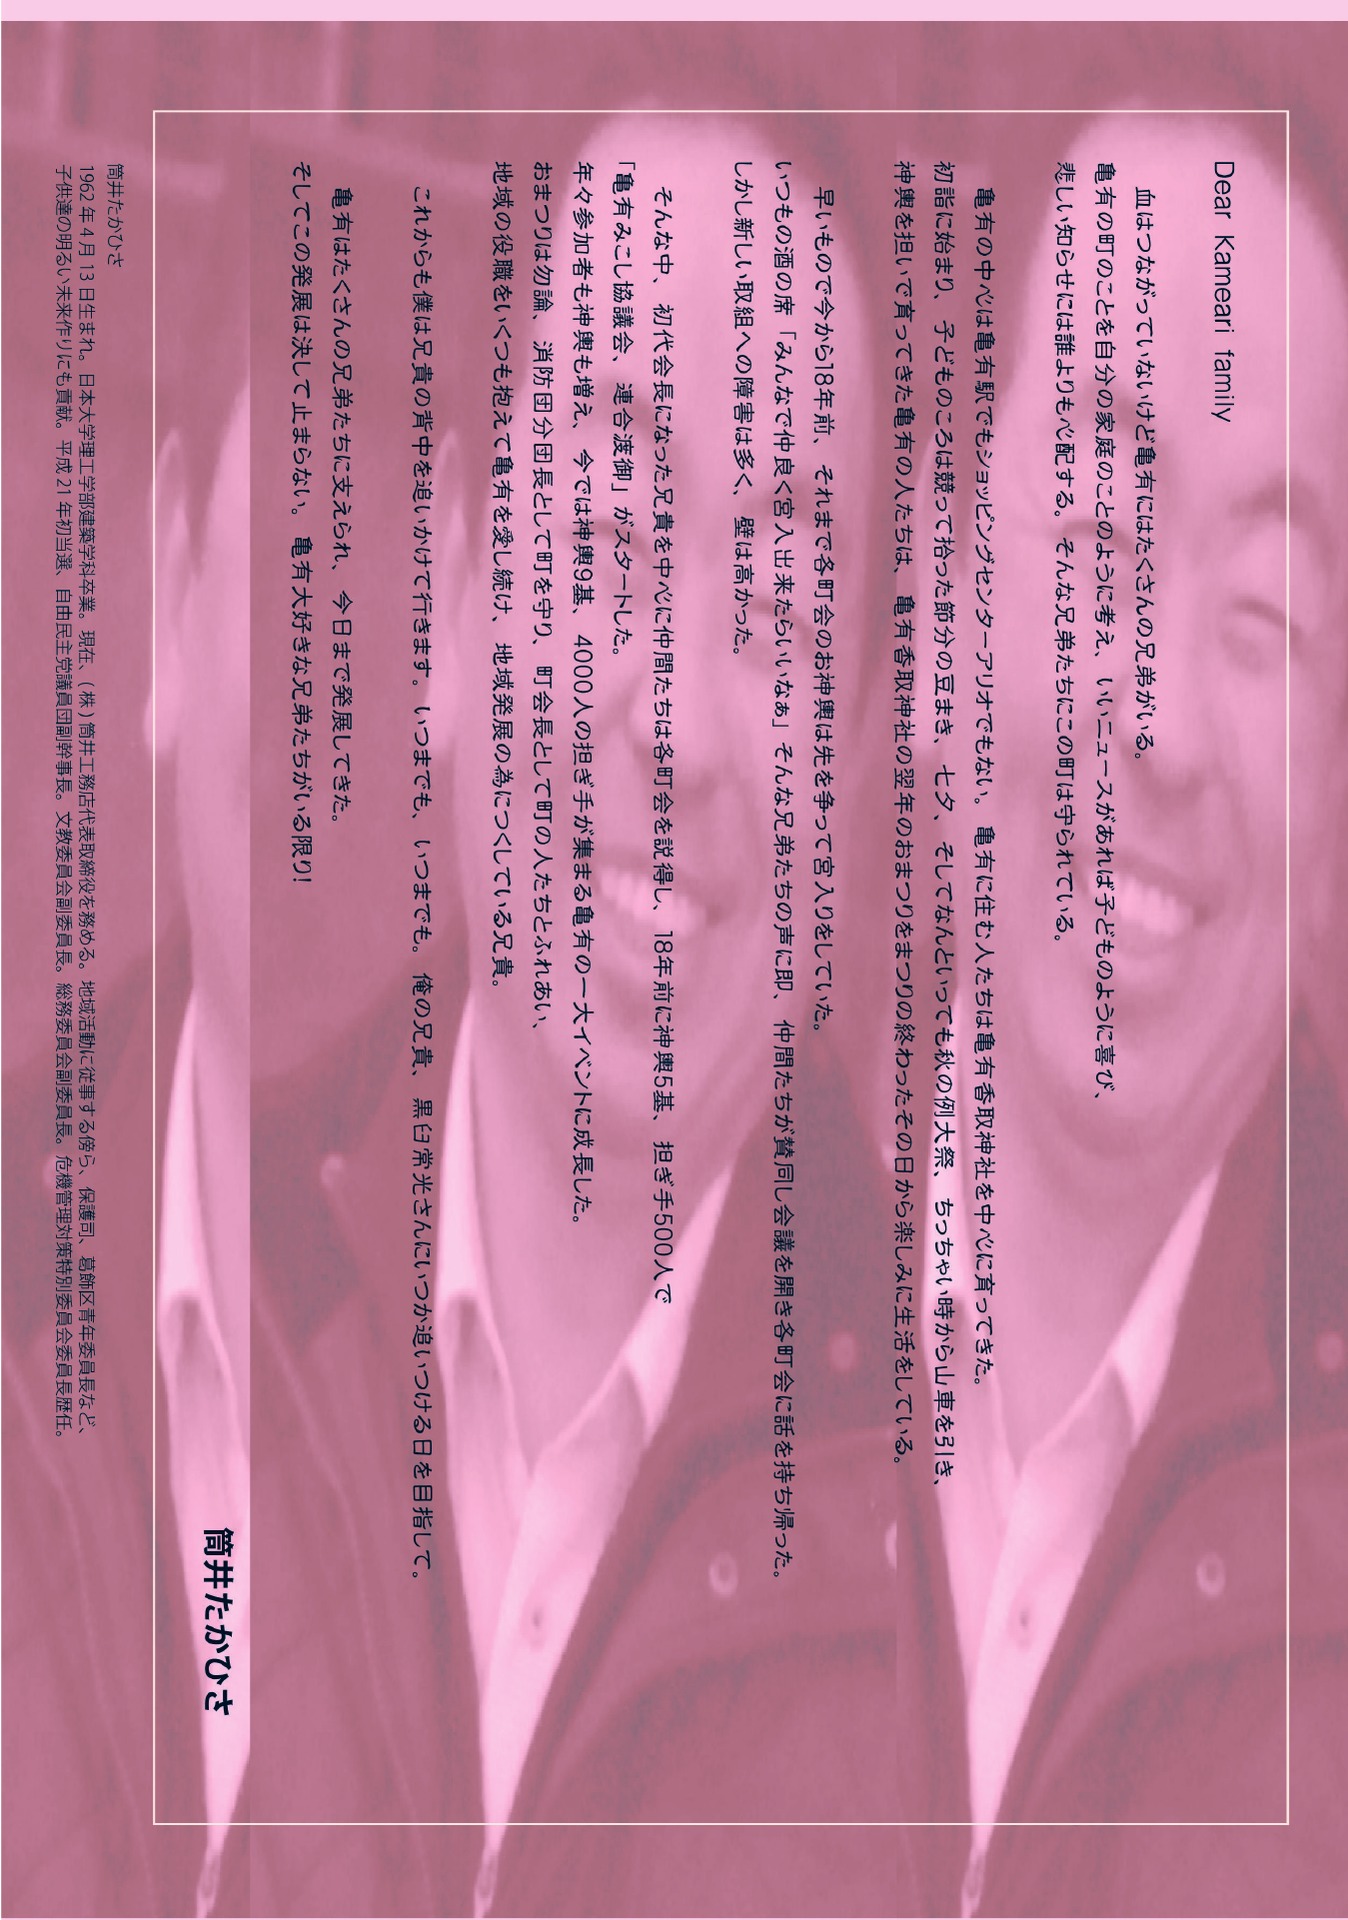 Dear Kameari family
血はつながっていないけど亀有にはたくさんの兄弟がいる。
亀有の町のことを自分の家庭のことのように考え、いいニュースがあれば子どものように喜び、
悲しい知らせには誰よりも心配する。そんな兄弟たちにこの町は守られている。
亀有の中心は亀有駅でもショッピングセンターアリオでもない。亀有に住む人たちは亀有香取神社を中心に育ってきた。
初詣に始まり、子どものころは競って拾った節分の豆まき、七夕、そしてなんといっても秋の例大祭、ちっちゃい時から山車を引き、
神輿を担いで育ってきた亀有の人たちは、亀有香取神社の翌年のおまつりをまつりの終わったその日から楽しみに生活をしている。
早いもので今から18年前、それまで各町会のお神輿は先を争って宮入りをしていた。
いつもの酒の席「みんなで仲良く宮入出来たらいいなぁ」そんな兄弟たちの声に即、仲間たちが賛同し会議を開き各町会に話を持ち帰った。
しかし新しい取組への障害は多く、壁は高かった。
そんな中、初代会長になった兄貴を中心に仲間たちは各町会を説得し、18年前に神輿5基、担ぎ手500人で
「亀有みこし協議会、連合渡御」がスタートした。
年々参加者も神輿も増え、今では神輿9基、4000人の担ぎ手が集まる亀有の一大イベントに成長した。
おまつりは勿論、消防団分団長として町を守り、町会長として町の人たちとふれあい、
地域の役職をいくつも抱えて亀有を愛し続け、地域発展の為につくしている兄貴。
これからも僕は兄貴の背中を追いかけて行きます。いつまでも、いつまでも。俺の兄貴、黒臼常光さんにいつか追いつける日を目指して。
亀有はたくさんの兄弟たちに支えられ、今日まで発展してきた。
そしてこの発展は決して止まらない。亀有大好きな兄弟たちがいる限り!
筒井たかひさ
筒井たかひさ
1962年4月13日生まれ。日本大学理工学部建築学科卒業。現在、(株)筒井工務店代表取締役を務める。地域活動に従事する傍ら、保護司、葛飾区青年委員長など、
子供達の明るい未来作りにも貢献。平成21年初当選、自由民主党議員団副幹事長。文教委員会副委員長。総務委員会副委員長。危機管理対策特別委員会委員長歴任。